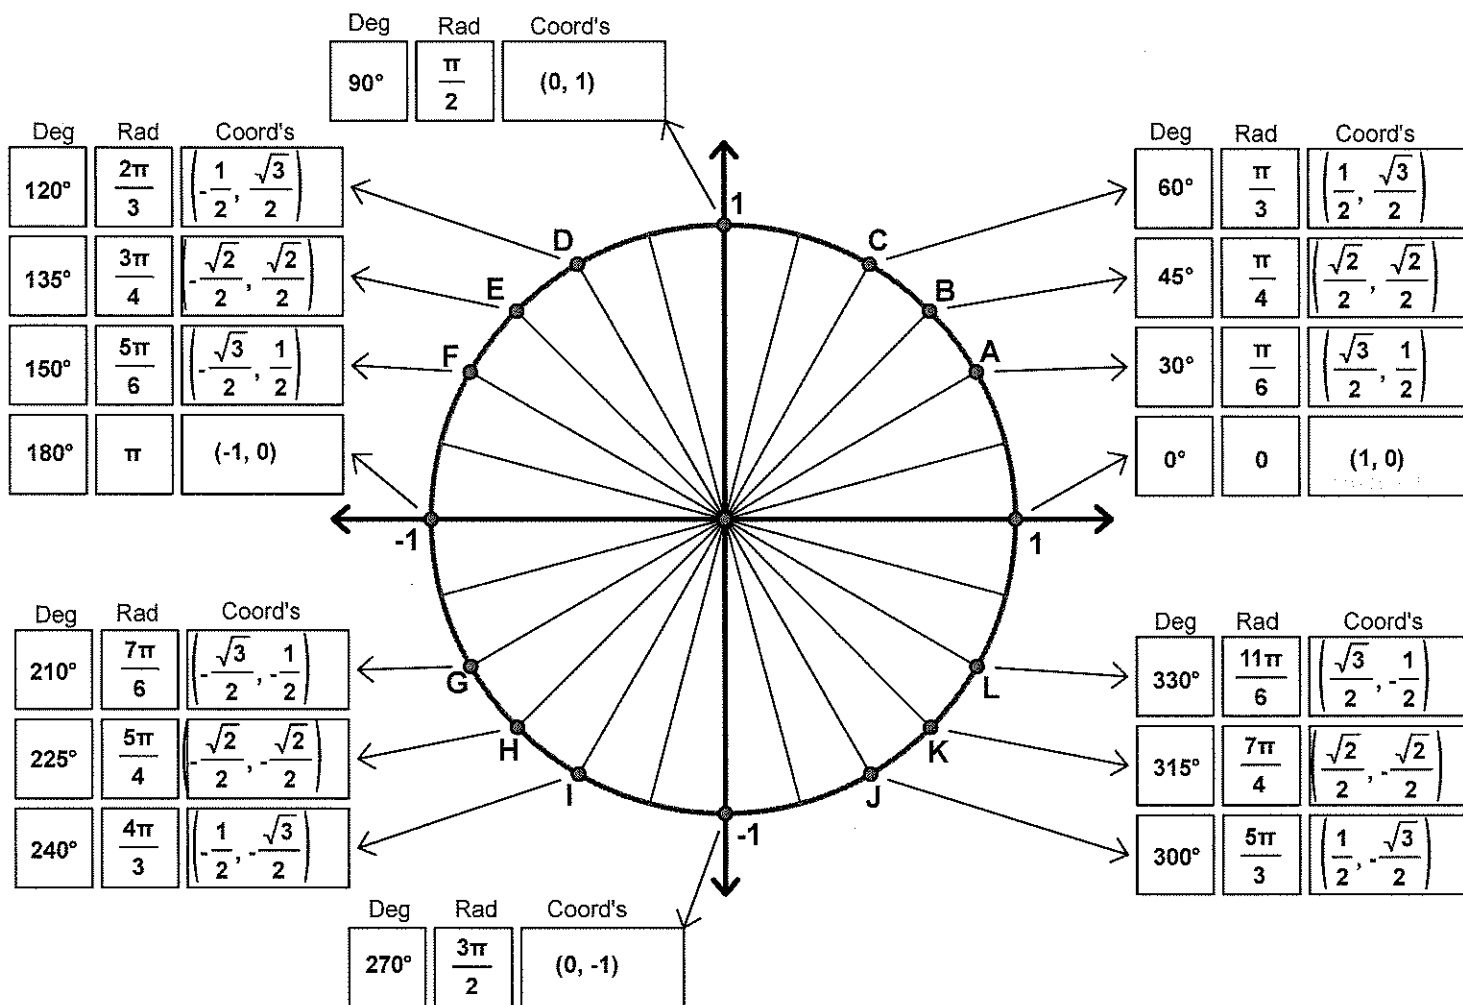 Deg Rad Coord's
90° π/2 (0, 1)
Deg Rad Coord's
120° 2π/3 (-1/2, √3/2)
135° 3π/4 (-√2/2, √2/2)
150° 5π/6 (-√3/2, 1/2)
180° π (-1, 0)
Deg Rad Coord's
60° π/3 (1/2, √3/2)
45° π/4 (√2/2, √2/2)
30° π/6 (√3/2, 1/2)
0° 0 (1, 0)
1
D
C
E
B
F
A
-1
1
G
L
H
K
I
J
-1
Deg Rad Coord's
210° 7π/6 (-√3/2, -1/2)
225° 5π/4 (-√2/2, -√2/2)
240° 4π/3 (-1/2, -√3/2)
Deg Rad Coord's
330° 11π/6 (√3/2, -1/2)
315° 7π/4 (√2/2, -√2/2)
300° 5π/3 (1/2, -√3/2)
Deg Rad Coord's
270° 3π/2 (0, -1)